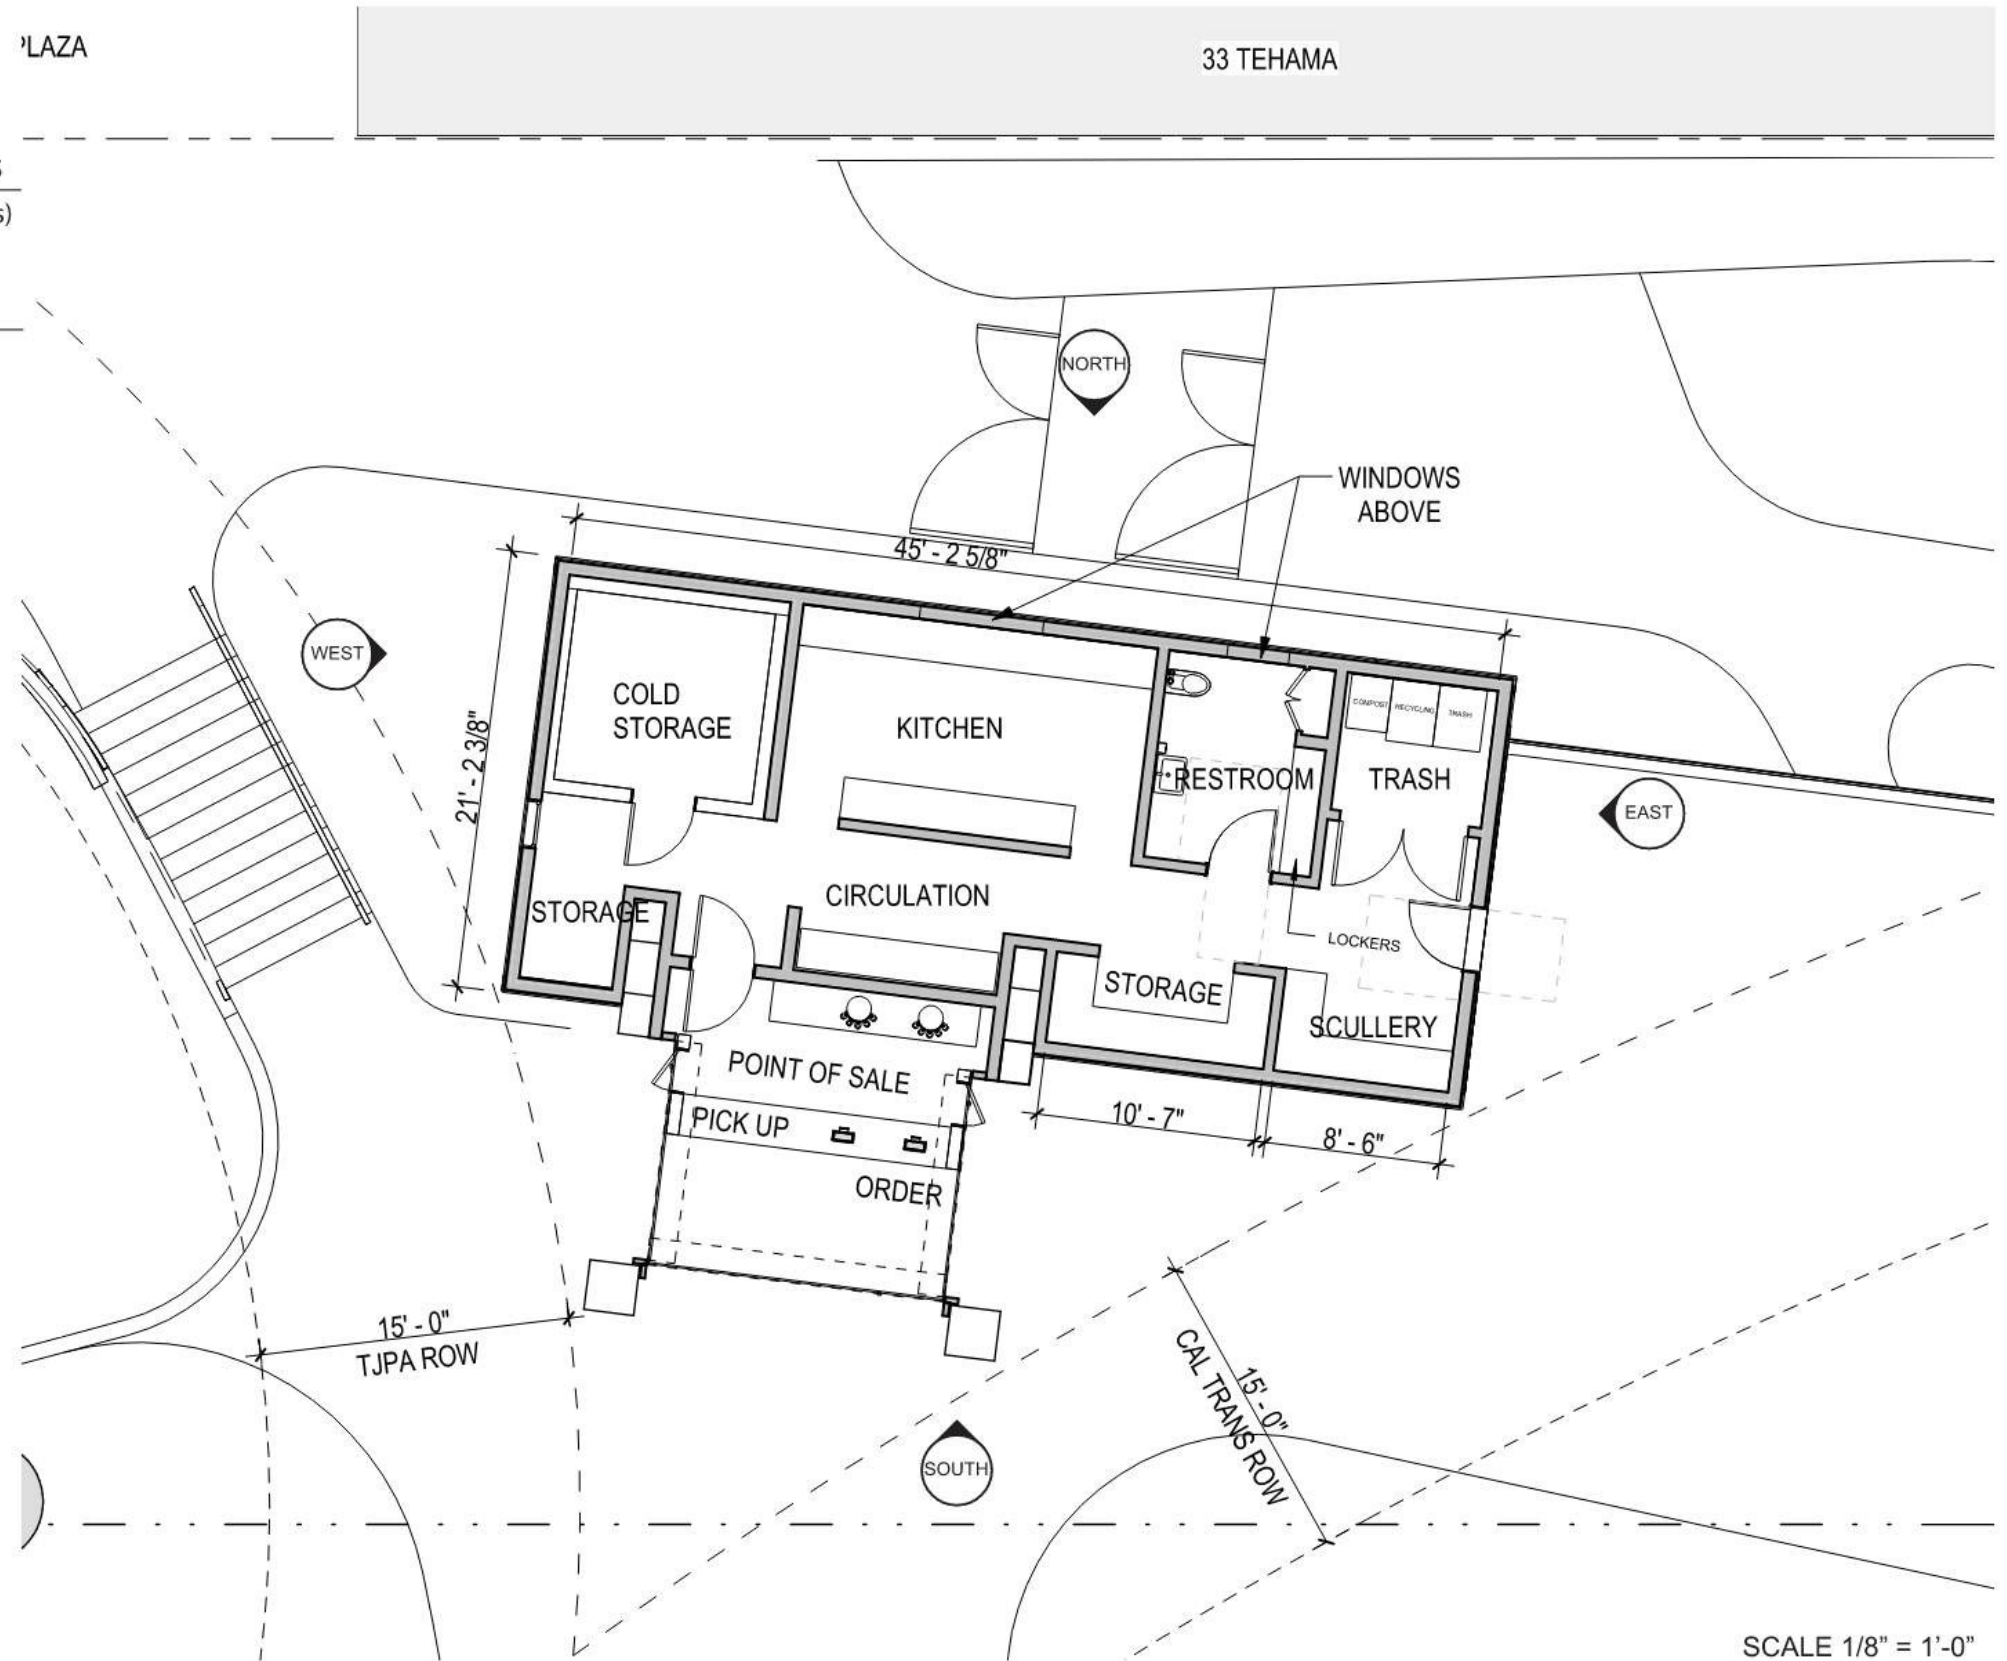 33 TEHAMA
NORTH
WINDOWS
ABOVE
45' - 2 5/8"
WEST
21' - 2 3/8"
COLD
STORAGE
KITCHEN
COMPOST
RECYCLING
TRASH
RESTROOM
TRASH
EAST
STORAGE
CIRCULATION
LOCKERS
STORAGE
SCULLERY
POINT OF SALE
PICK UP
10' - 7"
8' - 6"
ORDER
15' - 0"
TJPA ROW
15' - 0"
CAL TRANS ROW
SOUTH
SCALE 1/8” = 1’-0”